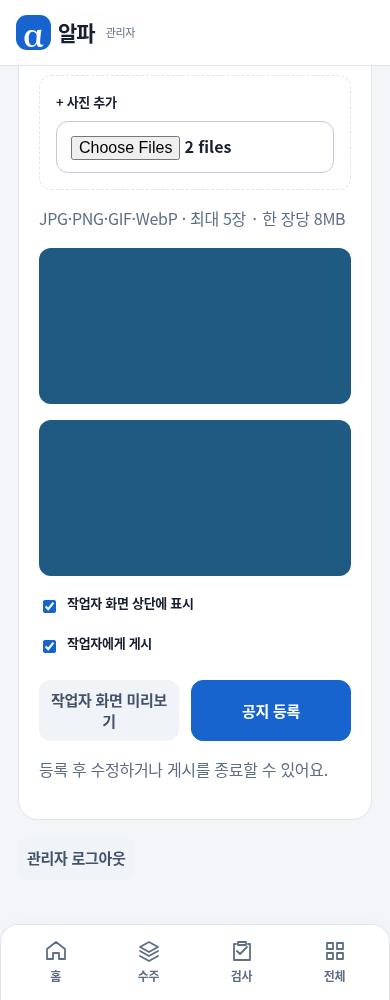 α 알파 관리자
+ 사진 추가
Choose Files 2 files
JPG·PNG·GIF·WebP · 최대 5장 · 한 장당 8MB
작업자 화면 상단에 표시
작업자에게 게시
작업자 화면 미리보
기
공지 등록
등록 후 수정하거나 게시를 종료할 수 있어요.
관리자 로그아웃
홈 수주 검사 전체